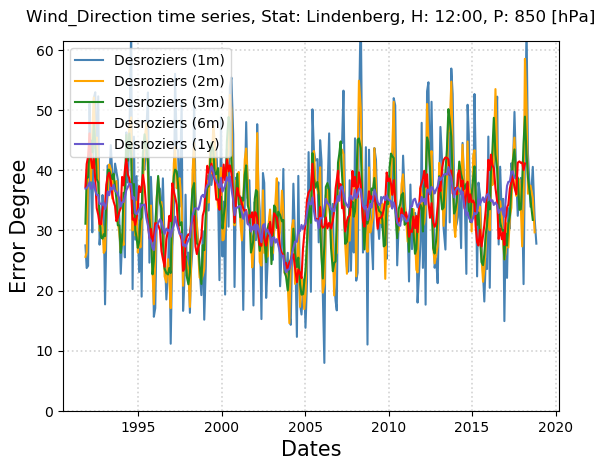 Wind_Direction time series, Stat: Lindenberg, H: 12:00, P: 850 [hPa]
Desroziers (1m)
Desroziers (2m)
Desroziers (3m)
Desroziers (6m)
Desroziers (1y)
Error Degree
60
50
40
30
20
10
0
1995
2000
2005
2010
2015
2020
Dates